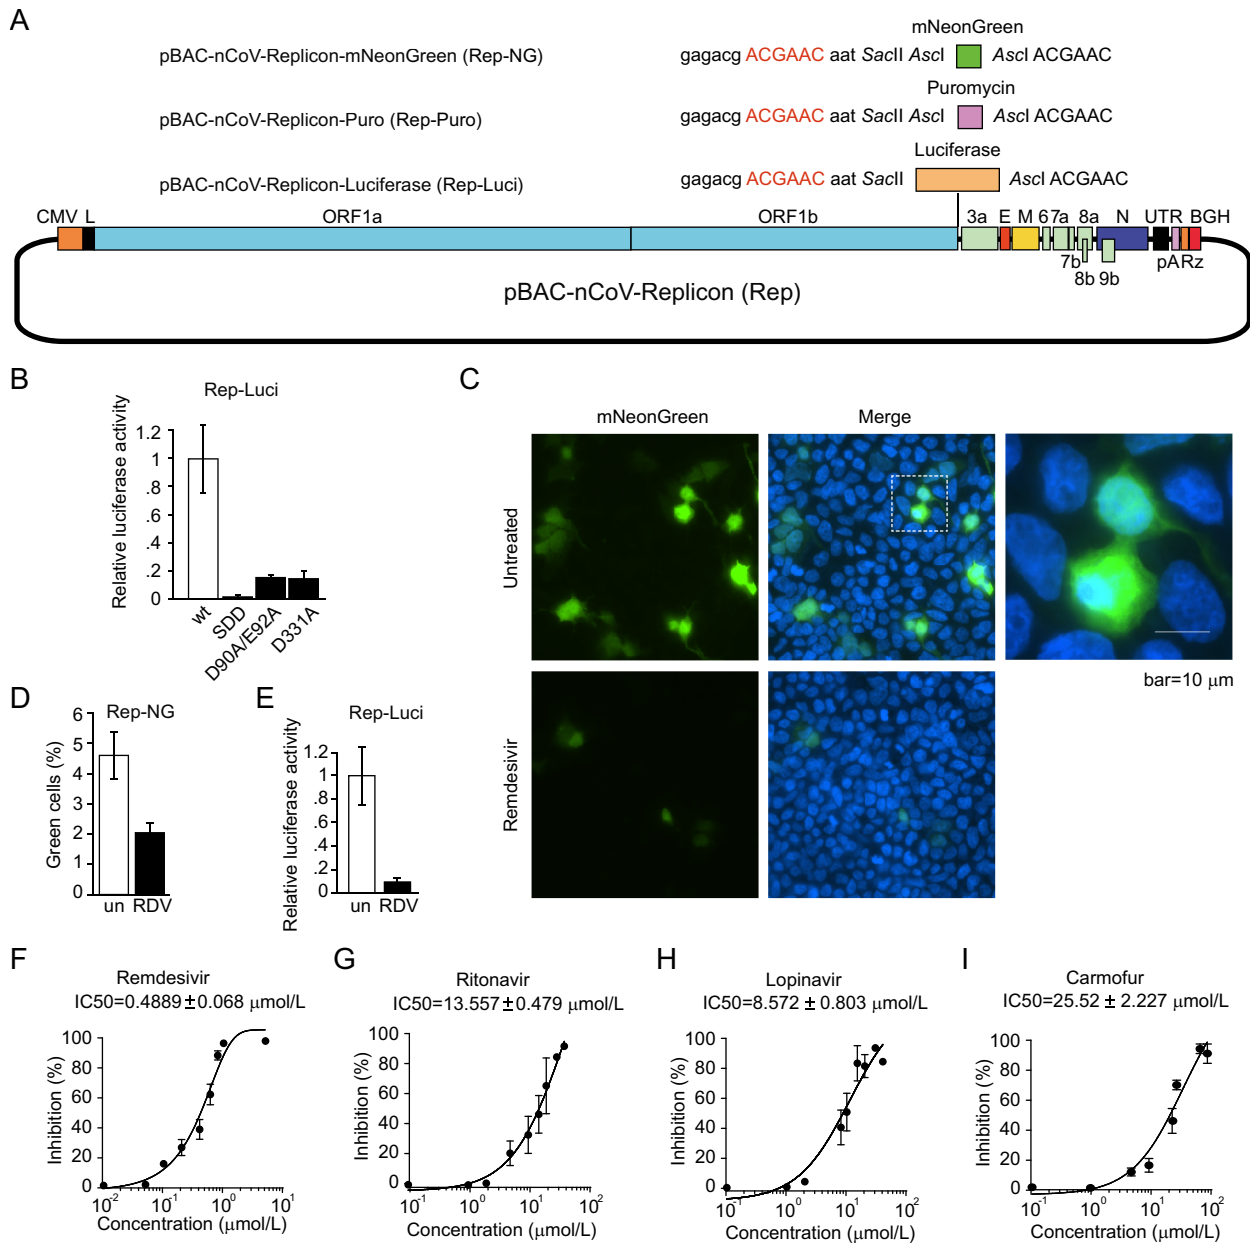 A
mNeonGreen
pBAC-nCoV-Replicon-mNeonGreen (Rep-NG)
gagacg ACGAAC aat SacII AscI AscI ACGAAC
Puromycin
pBAC-nCoV-Replicon-Puro (Rep-Puro)
gagacg ACGAAC aat SacII AscI AscI ACGAAC
Luciferase
pBAC-nCoV-Replicon-Luciferase (Rep-Luci)
gagacg ACGAAC aat SacII AscI ACGAAC
CMV L ORF1a ORF1b 3a E M 6 7a 8a N UTR BGH
7b 8b 9b pA Rz
pBAC-nCoV-Replicon (Rep)
B
Rep-Luci
Relative luciferase activity
1.2
1
.8
.6
.4
.2
0
wt
SDD
D90A/E92A
D331A
C
mNeonGreen
Merge
Untreated
bar=10 μm
Remdesivir
D
Rep-NG
Green cells (%)
6
5
4
3
2
1
0
un RDV
E
Rep-Luci
Relative luciferase activity
1.2
1
.8
.6
.4
.2
0
un RDV
F
Remdesivir
IC50=0.4889±0.068 μmol/L
Inhibition (%)
100
80
60
40
20
0
10-2 10-1 100 101
Concentration (μmol/L)
G
Ritonavir
IC50=13.557±0.479 μmol/L
Inhibition (%)
100
80
60
40
20
0
10-1 100 101 102
Concentration (μmol/L)
H
Lopinavir
IC50=8.572±0.803 μmol/L
Inhibition (%)
100
80
60
40
20
0
10-1 100 101 102
Concentration (μmol/L)
I
Carmofur
IC50=25.52±2.227 μmol/L
Inhibition (%)
100
80
60
40
20
0
10-1 100 101 102
Concentration (μmol/L)